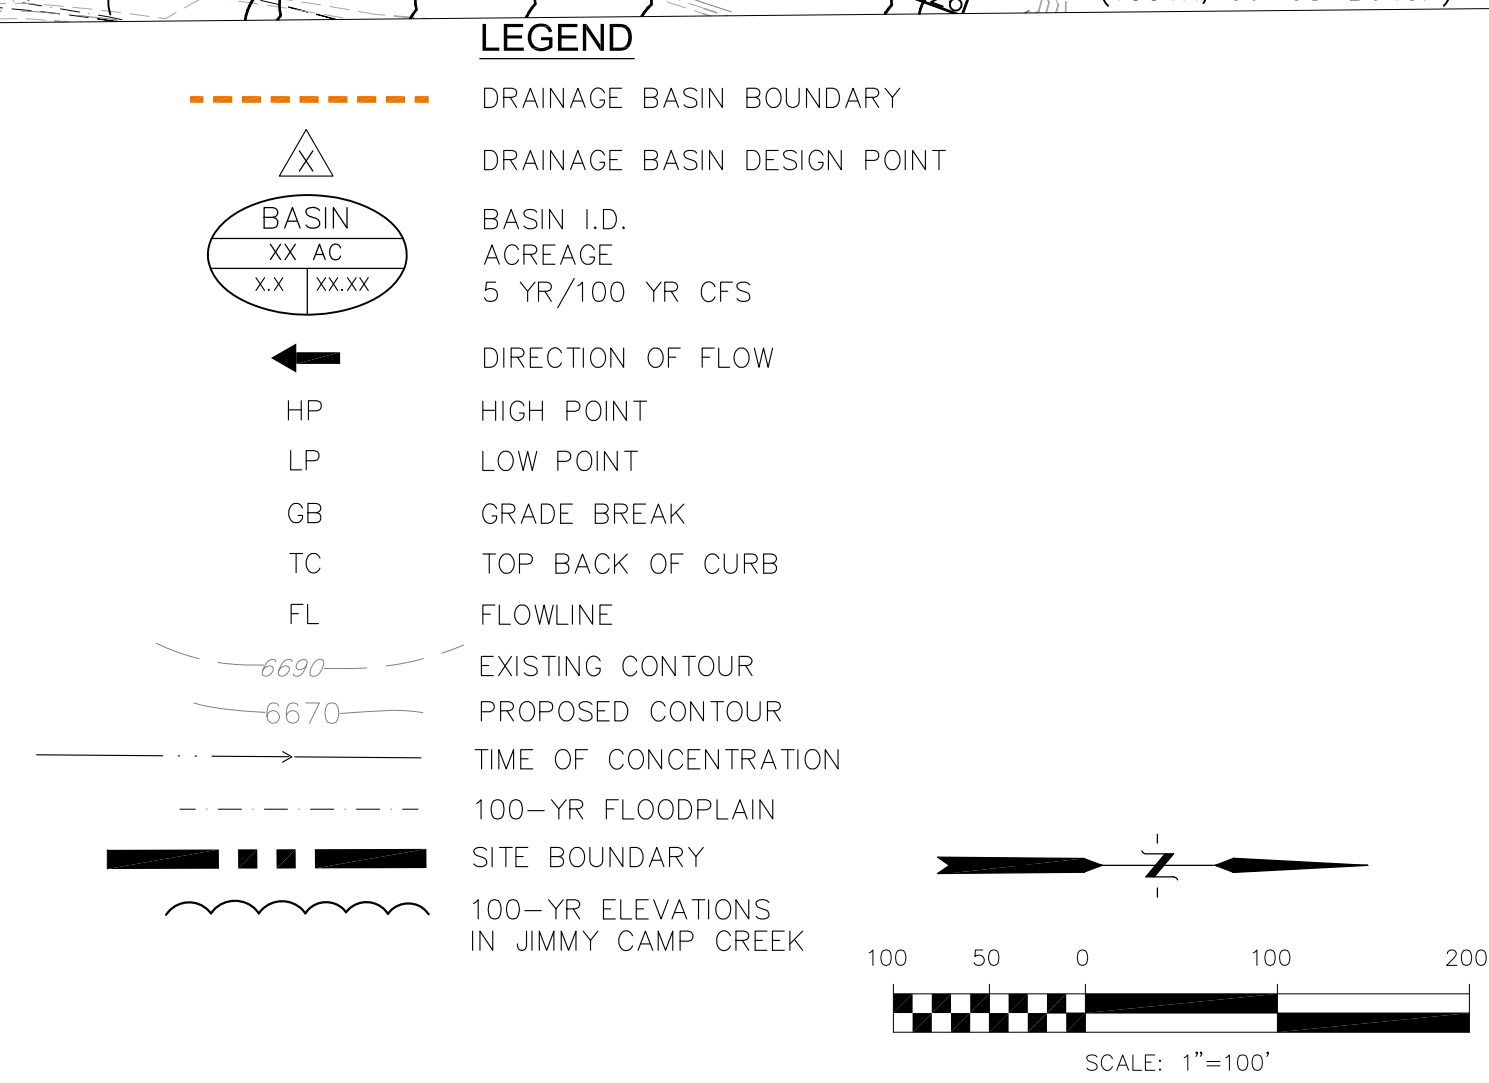 LEGEND
DRAINAGE BASIN BOUNDARY
X DRAINAGE BASIN DESIGN POINT
BASIN BASIN I.D.
XX AC ACREAGE
X.X XX.XX 5 YR/100 YR CFS
DIRECTION OF FLOW
HP HIGH POINT
LP LOW POINT
GB GRADE BREAK
TC TOP BACK OF CURB
FL FLOWLINE
6690 EXISTING CONTOUR
6670 PROPOSED CONTOUR
TIME OF CONCENTRATION
100-YR FLOODPLAIN
SITE BOUNDARY
100-YR ELEVATIONS
IN JIMMY CAMP CREEK
N
100 50 0 100 200
SCALE: 1"=100'